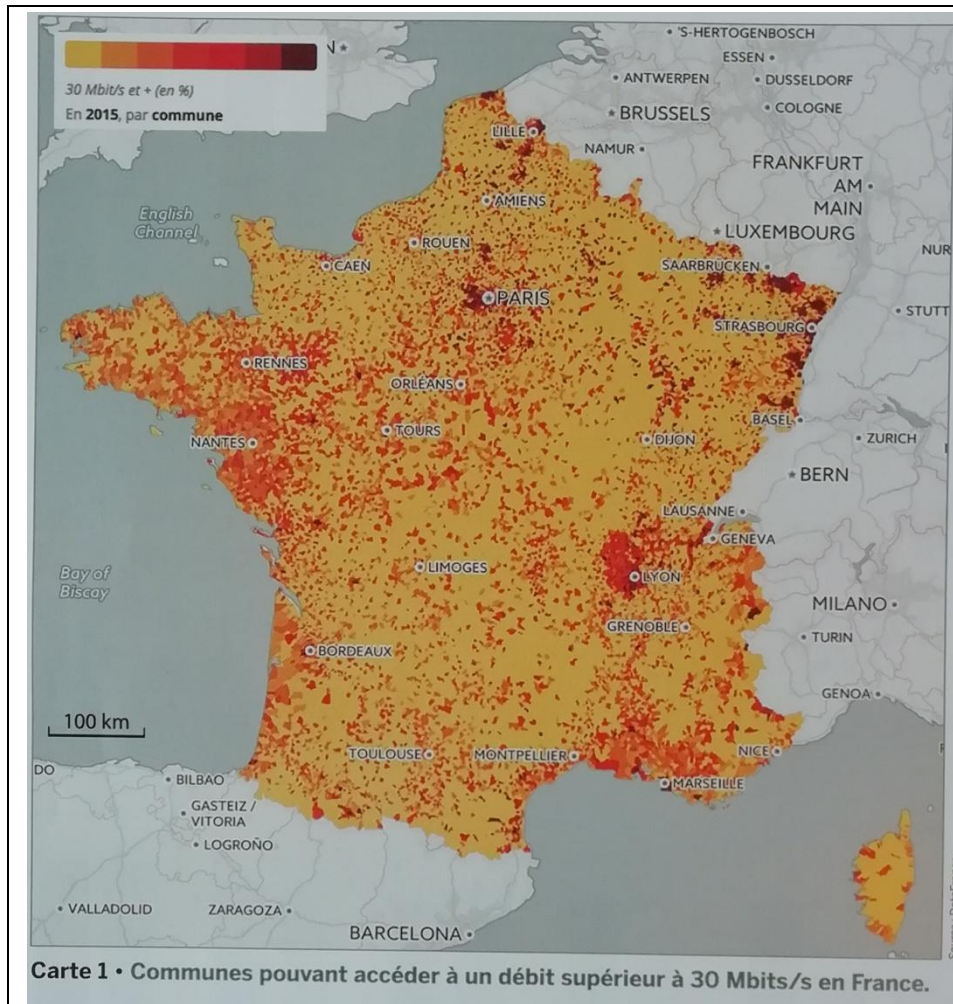 N
30 Mbit/s et + (en %)
En 2015, par commune
'S-HERTOGENBOSCH
ESSEN
ANTWERPEN
DUSSELDORF
BRUSSELS
COLOGNE
LILLE
NAMUR
FRANKFURT
AM
MAIN
AMIENS
LUXEMBOURG
English
Channel
ROUEN
CAEN
SAARBRÜCKEN
NUR
PARIS
STRASBOURG
STUTT
RENNES
ORLÉANS
BASEL
NANTES
TOURS
DIJON
ZURICH
BERN
LAUSANNE
GENEVA
Bay of
Biscay
LIMOGES
LYON
MILANO
GRENOBLE
TURIN
BORDEAUX
GENOA
100 km
TOULOUSE
MONTPELLIER
NICE
DO
BILBAO
MARSEILLE
GASTEIZ /
VITORIA
LOGROÑO
VALLADOLID
ZARAGOZA
BARCELONA
Carte 1 • Communes pouvant accéder à un débit supérieur à 30 Mbits/s en France.